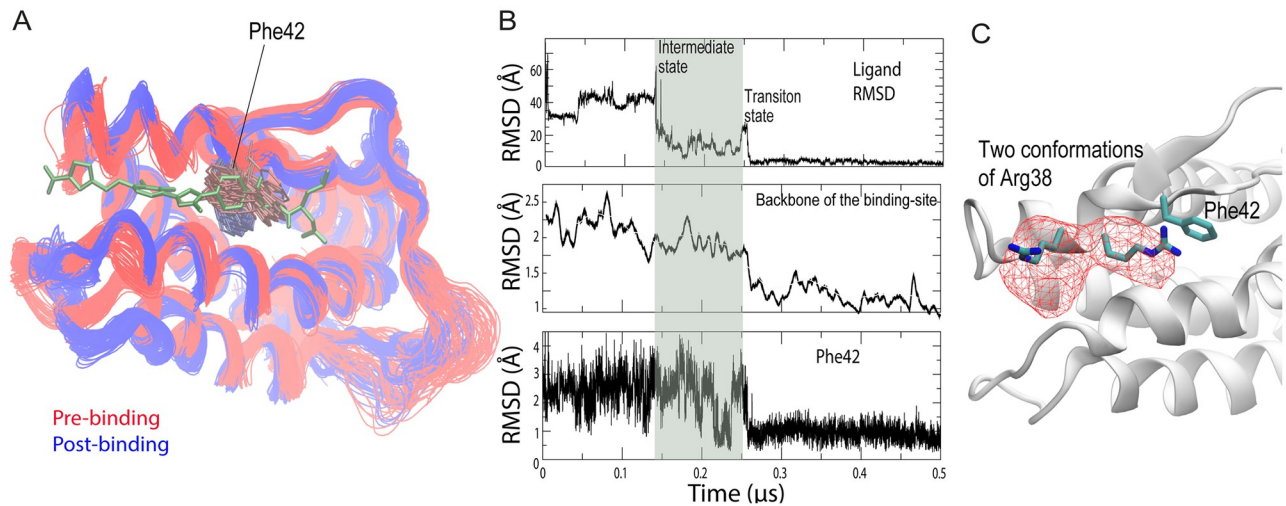 A
Phe42
Pre-binding
Post-binding
B
RMSD (Å)
60
40
20
0
Intermediate
state
Transiton
state
Ligand
RMSD
RMSD (Å)
2.5
2
1.5
1
Backbone of the binding-site
RMSD (Å)
4
3
2
1
0
Phe42
0
0.1
0.2
0.3
0.4
0.5
Time (μs)
C
Two conformations
of Arg38
Phe42